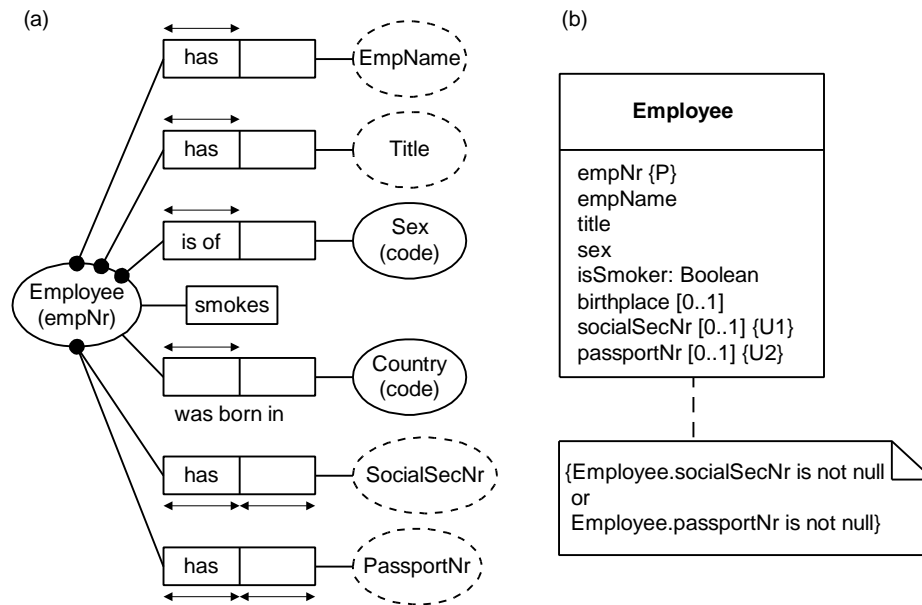 (a)
has
EmpName
has
Title
is of
Sex
(code)
Employee
(empNr)
smokes
Country
(code)
was born in
has
SocialSecNr
has
PassportNr
(b)
Employee
empNr {P}
empName
title
sex
isSmoker: Boolean
birthplace [0..1]
socialSecNr [0..1] {U1}
passportNr [0..1] {U2}
{Employee.socialSecNr is not null
or
Employee.passportNr is not null}